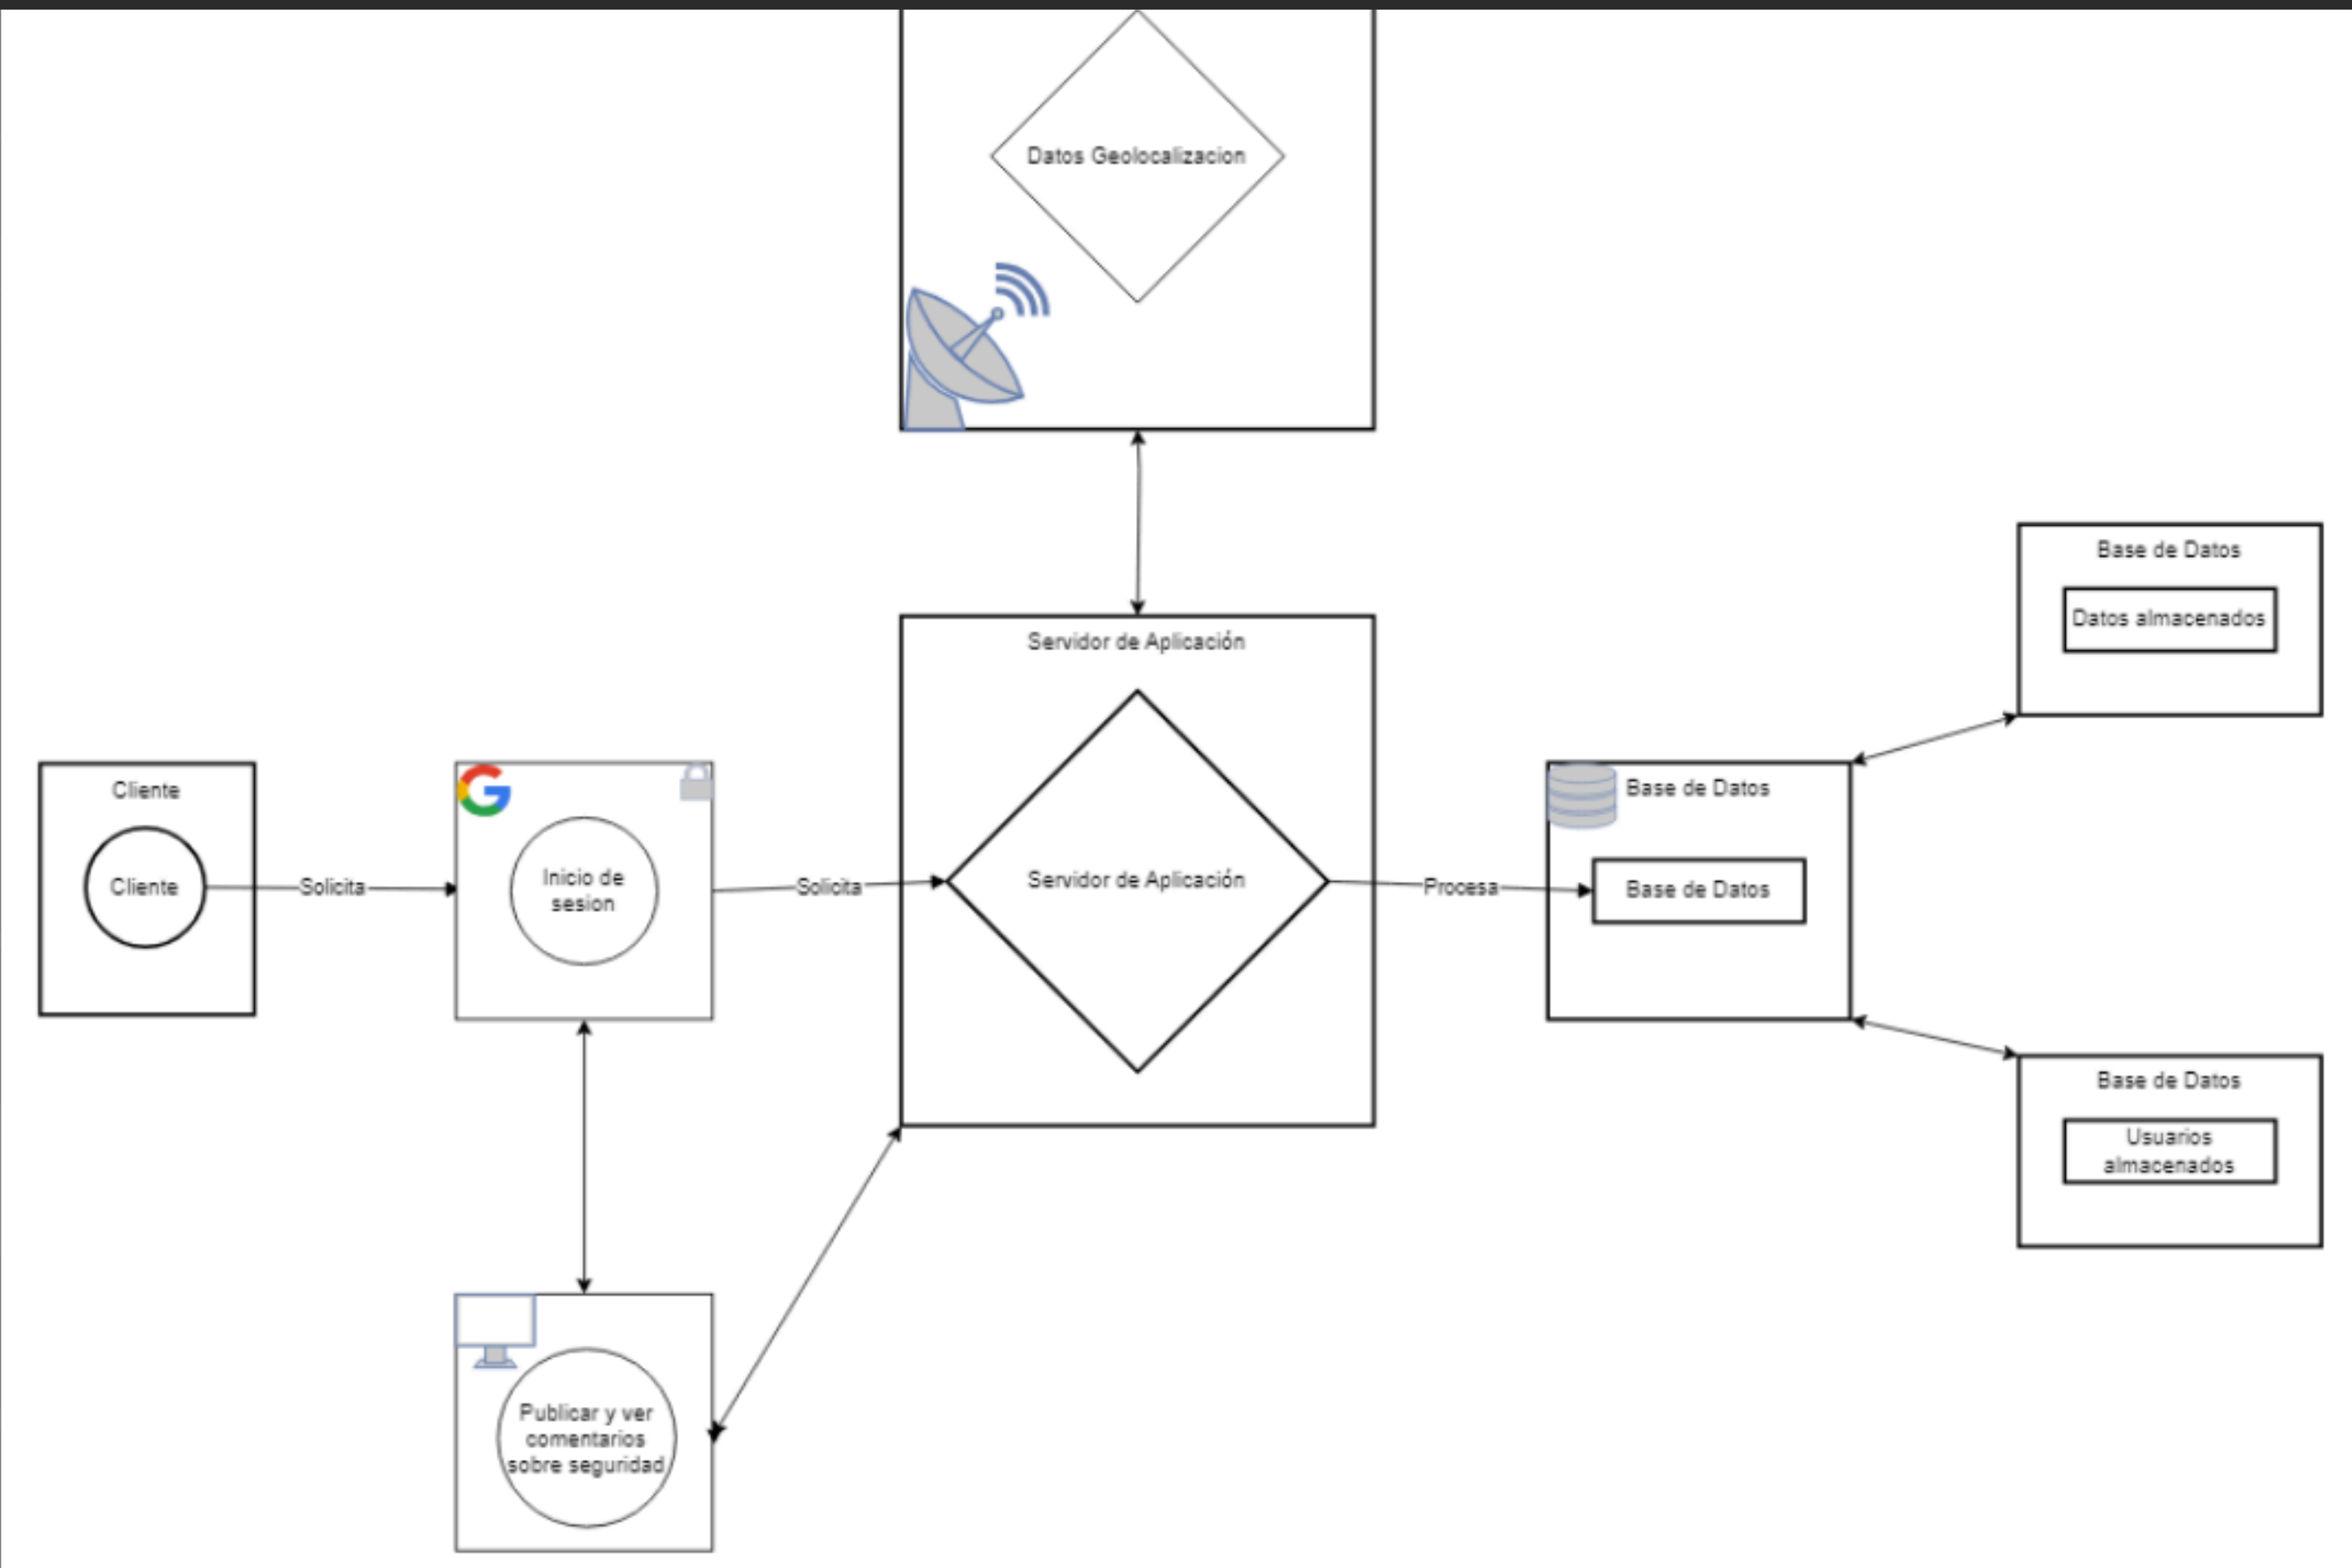 Datos Geolocalizacion
Base de Datos
Datos almacenados
Servidor de Aplicación
Cliente
Cliente
Solicita
Inicio de
sesion
Solicita
Servidor de Aplicación
Procesa
Base de Datos
Base de Datos
Base de Datos
Usuarios
almacenados
Publicar y ver
comentarios
sobre seguridad